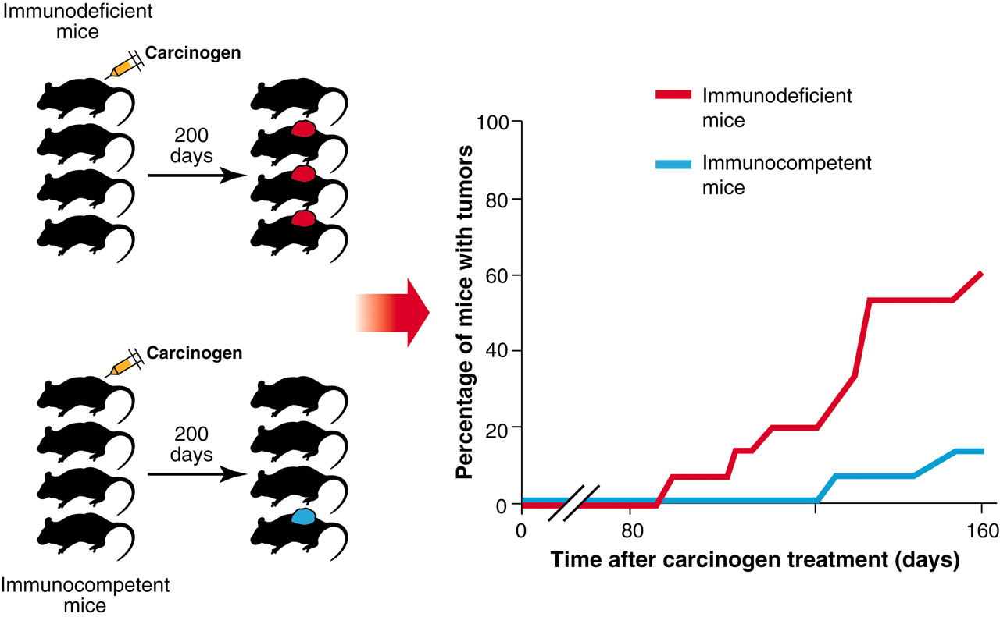 Immunodeficient
mice
Carcinogen
200
days
Carcinogen
200
days
Immunocompetent
mice
Immunodeficient
mice
Immunocompetent
mice
Percentage of mice with tumors
100
80
60
40
20
0
0
80
160
Time after carcinogen treatment (days)